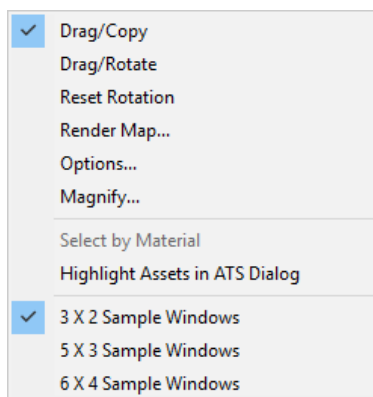 Drag/Copy
Drag/Rotate
Reset Rotation
Render Map...
Options...
Magnify...
Select by Material
Highlight Assets in ATS Dialog
3 X 2 Sample Windows
5 X 3 Sample Windows
6 X 4 Sample Windows